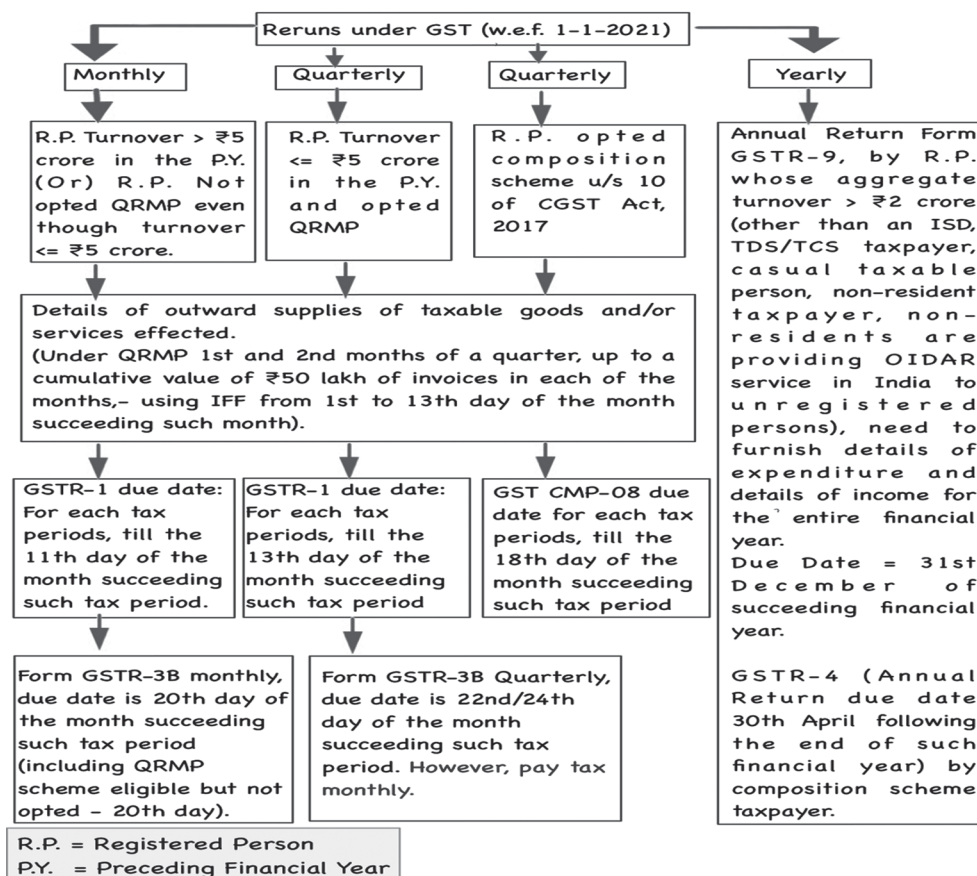 Reruns under GST (w.e.f. 1-1-2021)
Monthly
Quarterly
Quarterly
Yearly
R.P. Turnover > ₹5
crore in the P.Y.
(Or) R.P. Not
opted QRMP even
though turnover
<= ₹5 crore.
R.P. Turnover
<= ₹5 crore
in the P.Y.
and opted
QRMP
R.P. opted
composition
scheme u/s 10
of CGST Act,
2017
Details of outward supplies of taxable goods and/or
services effected.
(Under QRMP 1st and 2nd months of a quarter, up to a
cumulative value of ₹50 lakh of invoices in each of the
months,- using IFF from 1st to 13th day of the month
succeeding such month).
GSTR-1 due date:
For each tax
periods, till the
11th day of the
month succeeding
such tax period.
GSTR-1 due date:
For each tax
periods, till the
13th day of the
month succeeding
such tax period
GST CMP-08 due
date for each tax
periods, till the
18th day of the
month succeeding
such tax period
Form GSTR-3B monthly,
due date is 20th day of
the month succeeding
such tax period
(including QRMP
scheme eligible but not
opted - 20th day).
Form GSTR-3B Quarterly,
due date is 22nd/24th
day of the month
succeeding such tax
period. However, pay tax
monthly.
Annual Return Form
GSTR-9, by R.P.
whose aggregate
turnover > ₹2 crore
(other than an ISD,
TDS/TCS taxpayer,
casual taxable
person, non-resident
taxpayer, non-
residents are
providing OIDAR
service in India to
unregistered
persons), need to
furnish details of
expenditure and
details of income for
the entire financial
year.
Due Date = 31st
December of
succeeding financial
year.
GSTR-4 (Annual
Return due date
30th April following
the end of such
financial year) by
composition scheme
taxpayer.
R.P. = Registered Person
P.Y. = Preceding Financial Year